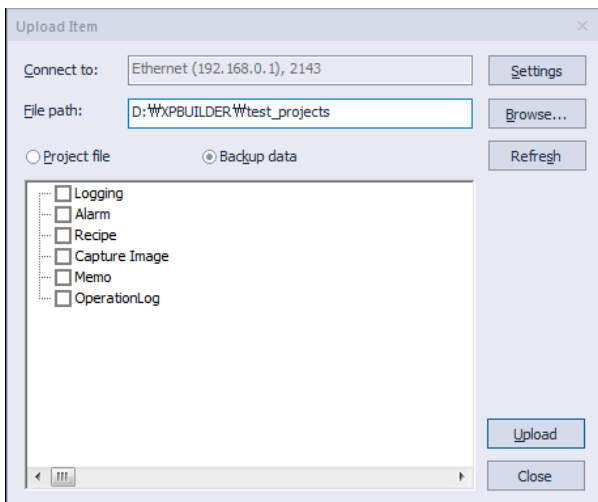 Upload Item
Connect to: Ethernet (192.168.0.1), 2143 Settings
File path: D:₩XPBUILDER₩test_projects Browse...
Project file Backup data Refresh
Logging
Alarm
Recipe
Capture Image
Memo
OperationLog
Upload
Close